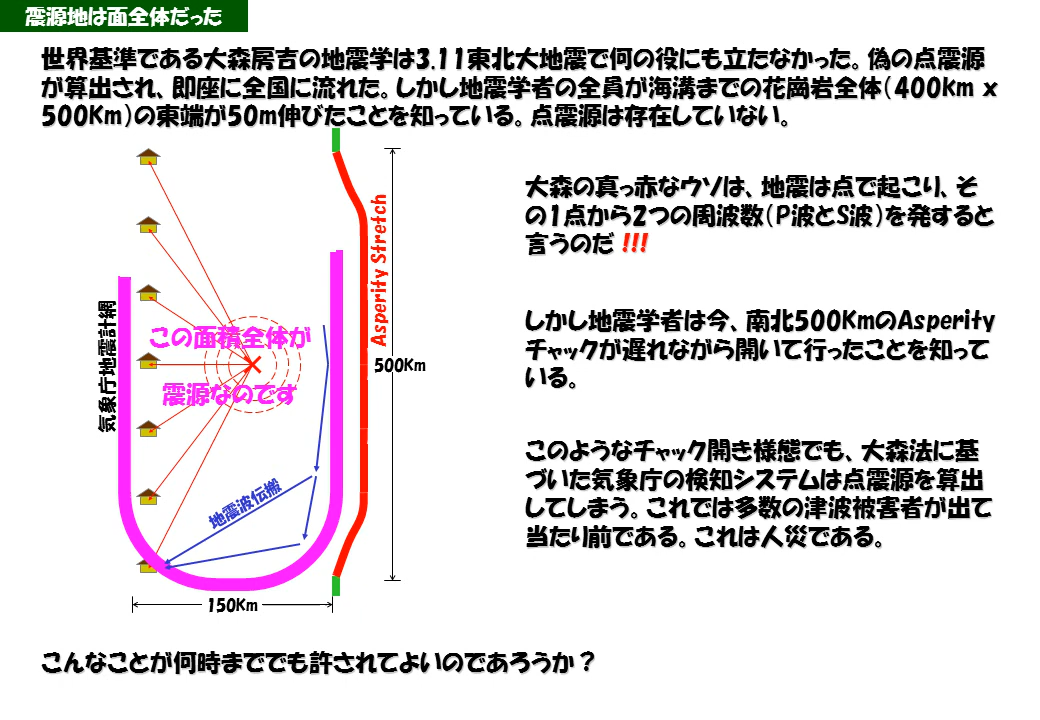 震源地は面全体だった
世界基準である大森房吉の地震学は3.11東北大地震で何の役にも立たなかった。偽の点震源
が算出され、即座に全国に流れた。しかし地震学者の全員が海溝までの花崗岩全体（400km x
500Km）の東端が50m伸びたことを知っている。点震源は存在していない。
大森の真っ赤なウソは、地震は点で起こり、そ
の1点から2つの周波数（P波とS波）を発すると
言うのだ !!!
Asperity Stretch
気象庁地震計網
この面積全体が
震源なのです
500Km
しかし地震学者は今、南北500KmのAsperity
チャックが遅れながら開いて行ったことを知って
いる。
地震波伝搬
このようなチャック開き様態でも、大森法に基
づいた気象庁の検知システムは点震源を算出
してしまう。これでは多数の津波被害者が出て
当たり前である。これは人災である。
150Km
こんなことが何時まででも許されてよいのであろうか？